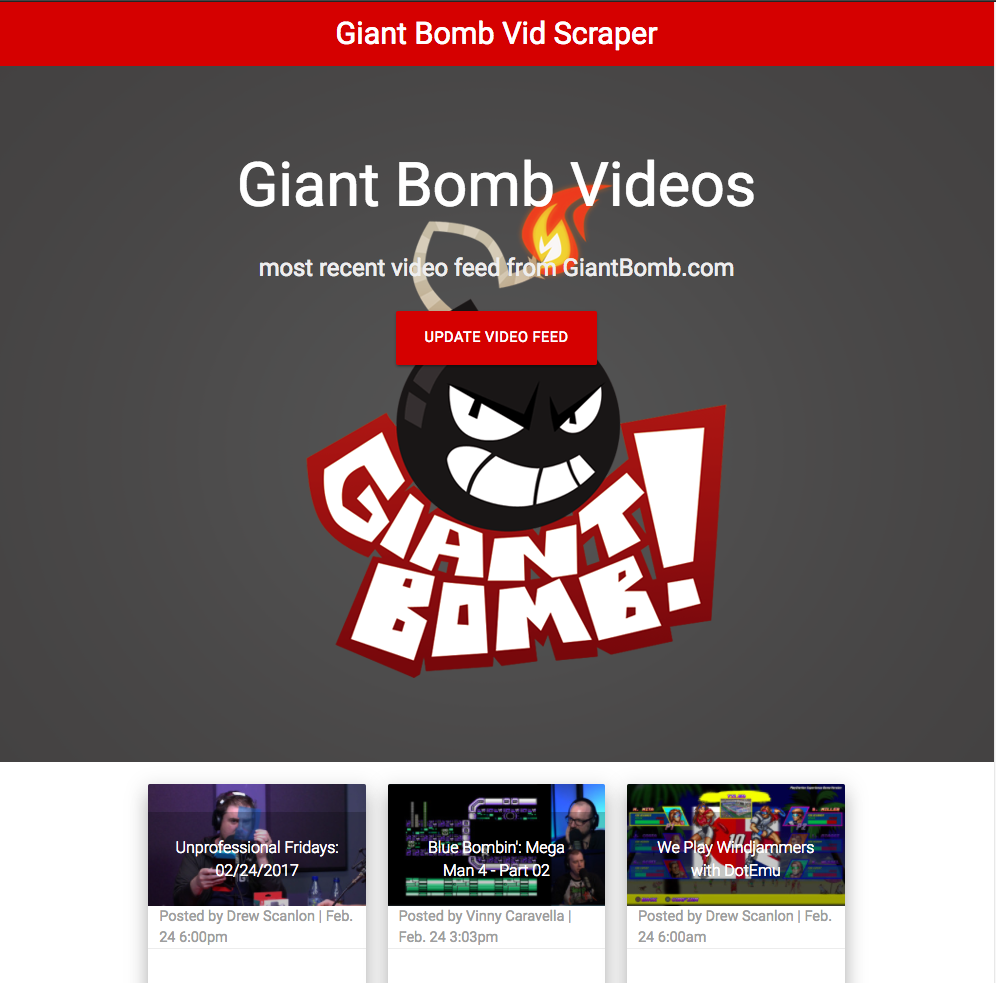 Giant Bomb Vid Scraper
Giant Bomb Videos
most recent video feed from GiantBomb.com
UPDATE VIDEO FEED
GIANT
BOMB!
Unprofessional Fridays:
02/24/2017
Posted by Drew Scanlon | Feb.
24 6:00pm
Blue Bombin': Mega
Man 4 - Part 02
Posted by Vinny Caravella |
Feb. 24 3:03pm
We Play Windjammers
with DotEmu
Posted by Drew Scanlon | Feb.
24 6:00am